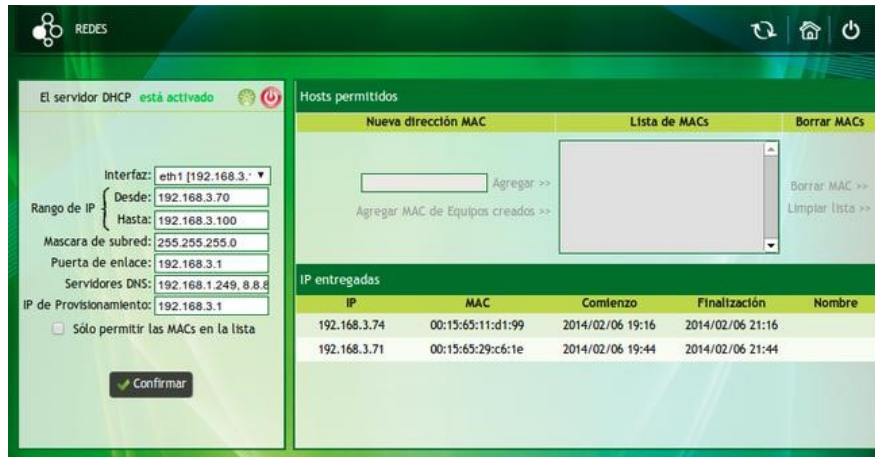 REDES
El servidor DHCP está activado
Interfaz: eth1 [192.168.3.
Rango de IP
Desde: 192.168.3.70
Hasta: 192.168.3.100
Mascara de subred: 255.255.255.0
Puerta de enlace: 192.168.3.1
Servidores DNS: 192.168.1.249, 8.8.8
IP de Provisionamiento: 192.168.3.1
Sólo permitir las MACs en la lista
Confirmar
Hosts permitidos
Nueva dirección MAC Lista de MACs Borrar MACs
Agregar >>
Agregar MAC de Equipos creados >>
Borrar MAC >>
Limpiar lista >>
IP entregadas
IP MAC Comienzo Finalización Nombre
192.168.3.74 00:15:65:11:d1:99 2014/02/06 19:16 2014/02/06 21:16
192.168.3.71 00:15:65:29:c6:1e 2014/02/06 19:44 2014/02/06 21:44